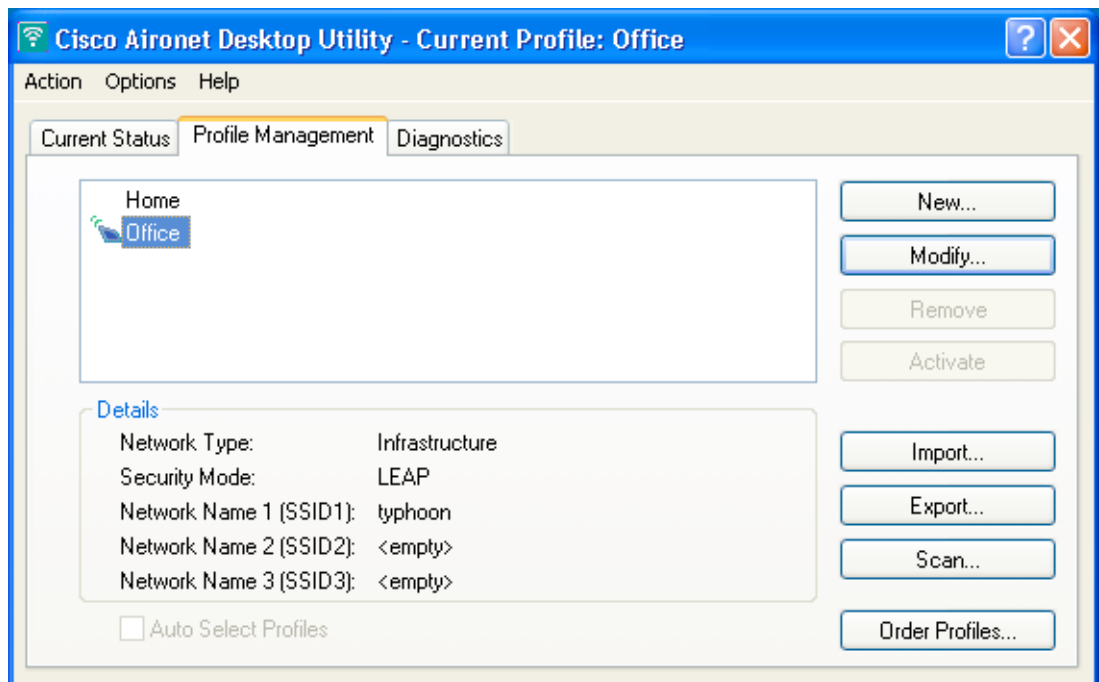 Cisco Aironet Desktop Utility - Current Profile: Office
Action Options Help
Current Status Profile Management Diagnostics
Home
Office
New...
Modify...
Remove
Activate
Details
Network Type: Infrastructure
Security Mode: LEAP
Network Name 1 (SSID1): typhoon
Network Name 2 (SSID2): <empty>
Network Name 3 (SSID3): <empty>
Import...
Export...
Scan...
Auto Select Profiles
Order Profiles...